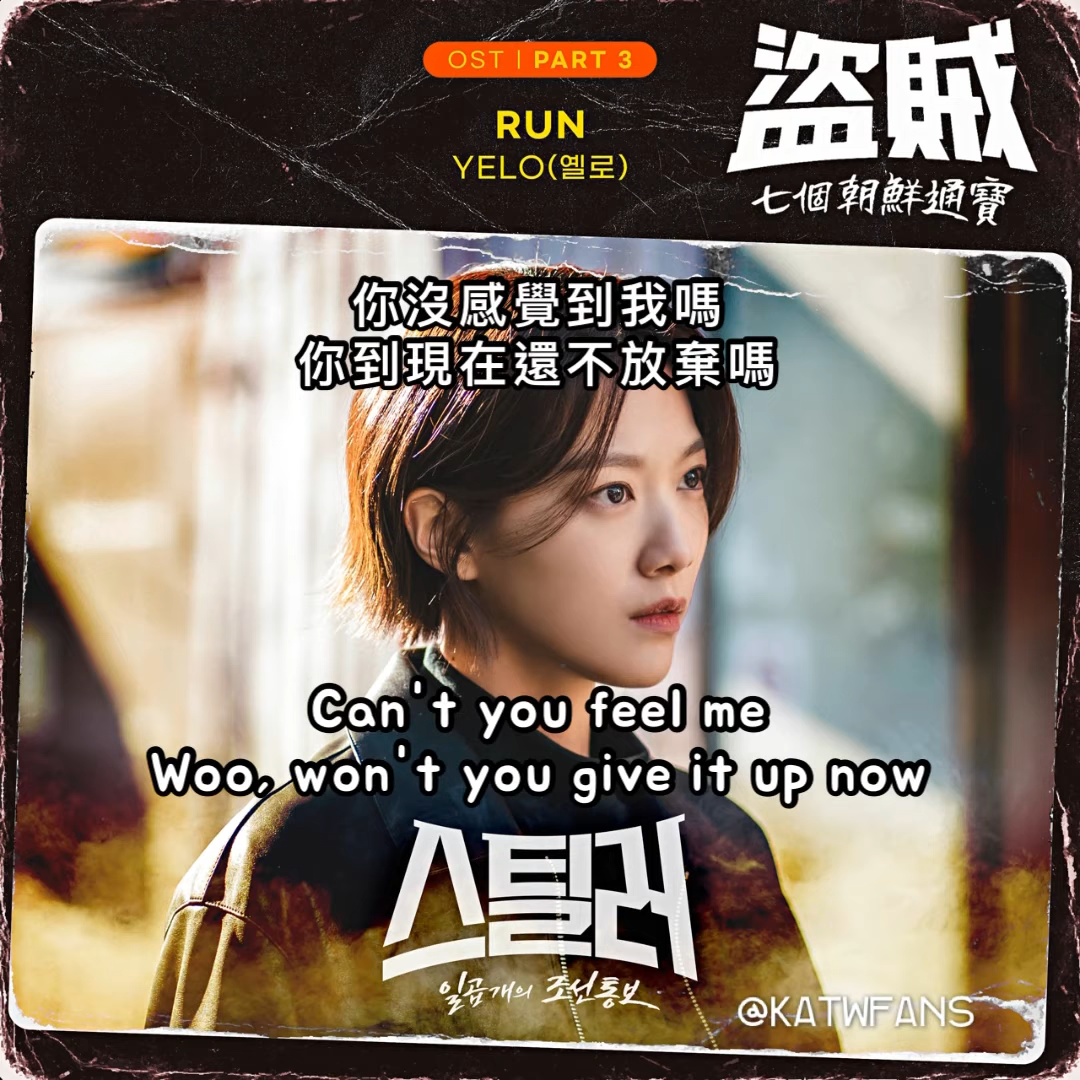 OST | PART 3
RUN
YELO(옐로)
盜賊
七個朝鮮通寶
你沒感覺到我嗎
你到現在還不放棄嗎
Can't you feel me
Woo, won't you give it up now
스틸러
일곱개의 조선통보
@KATWFANS